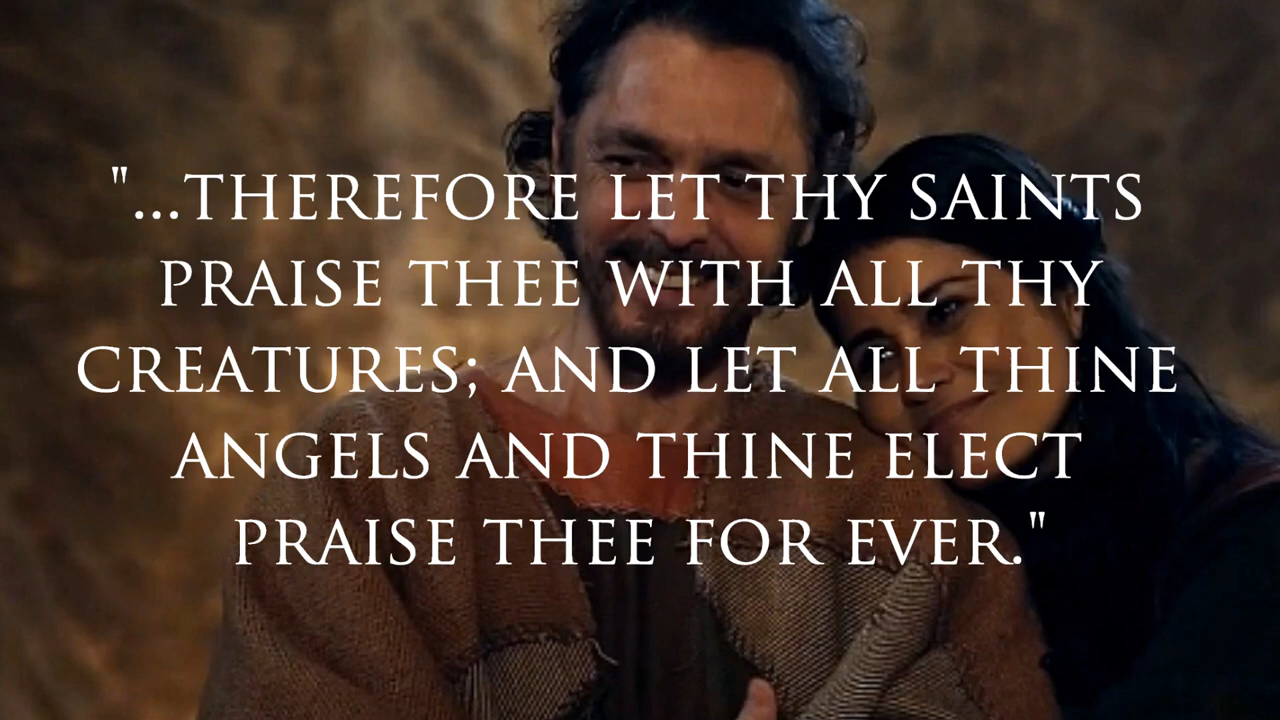 "...THEREFORE LET THY SAINTS
PRAISE THEE WITH ALL THY
CREATURES; AND LET ALL THINE
ANGELS AND THINE ELECT
PRAISE THEE FOR EVER."